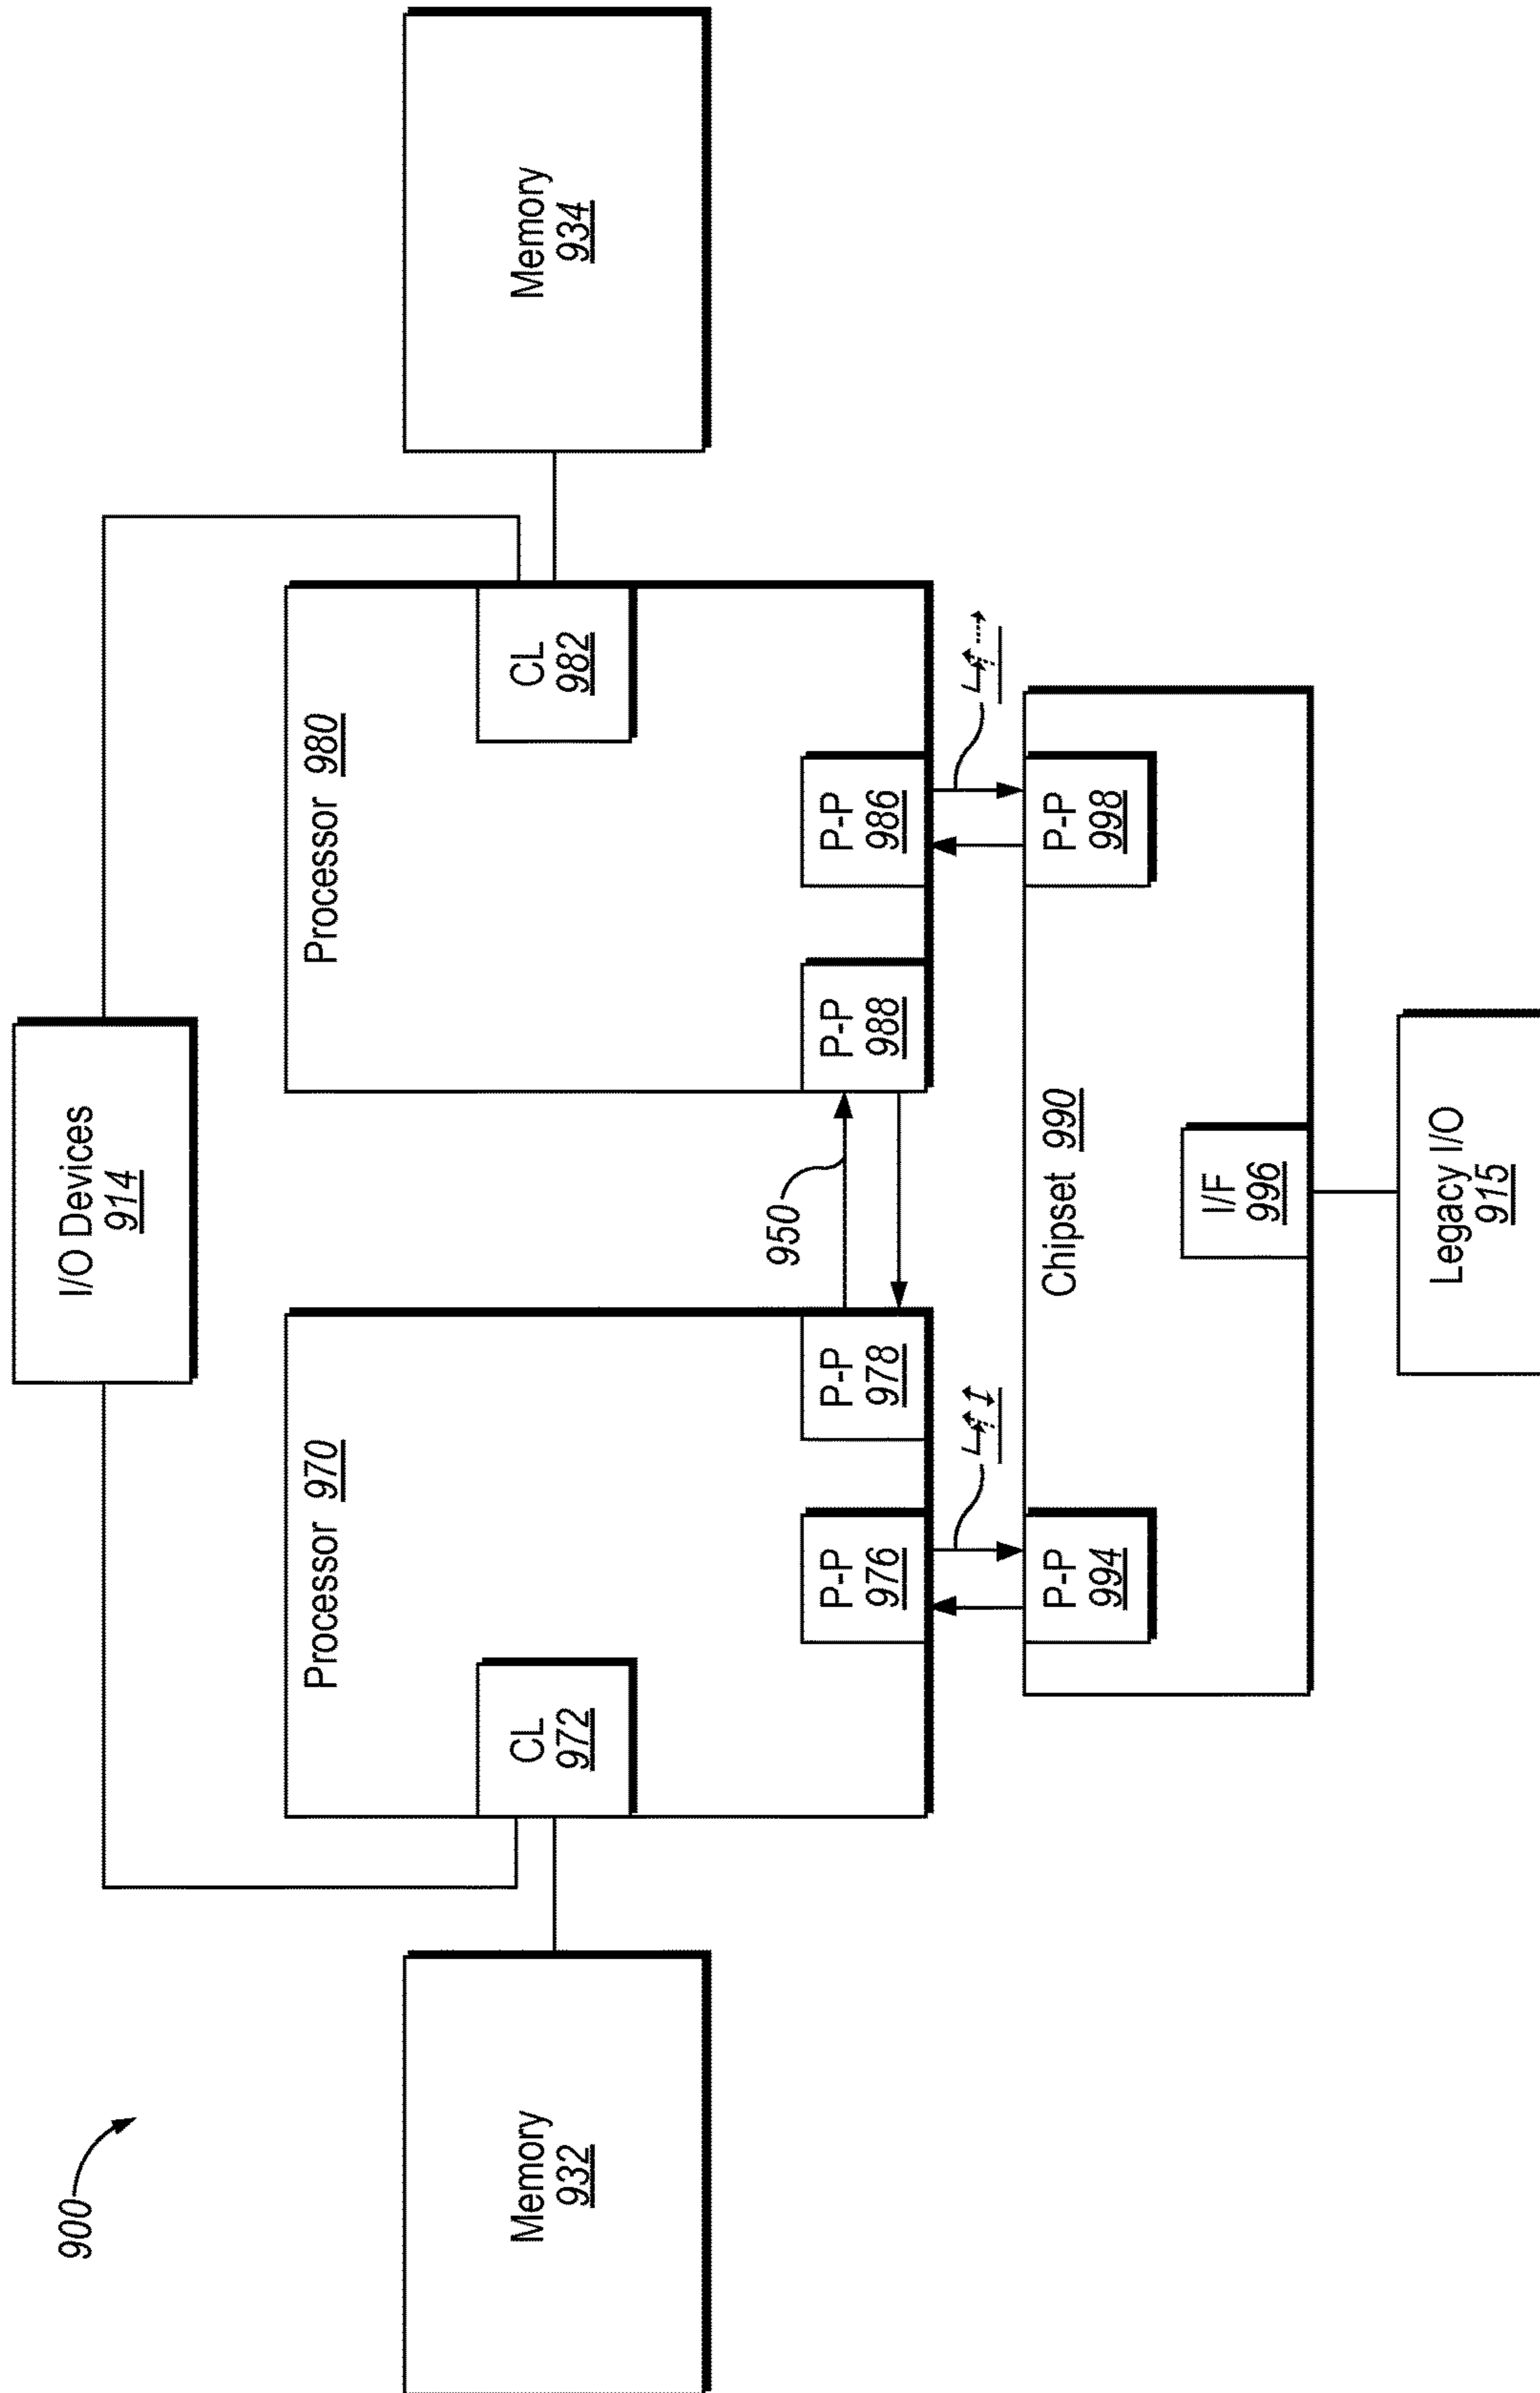 900
I/O Devices
914
Memory
932
Processor 970
CL
972
P-P
976
P-P
978
950
Processor 980
CL
982
P-P
988
P-P
986
Memory
934
Chipset 990
P-P
994
P-P
998
I/F
996
Legacy I/O
915